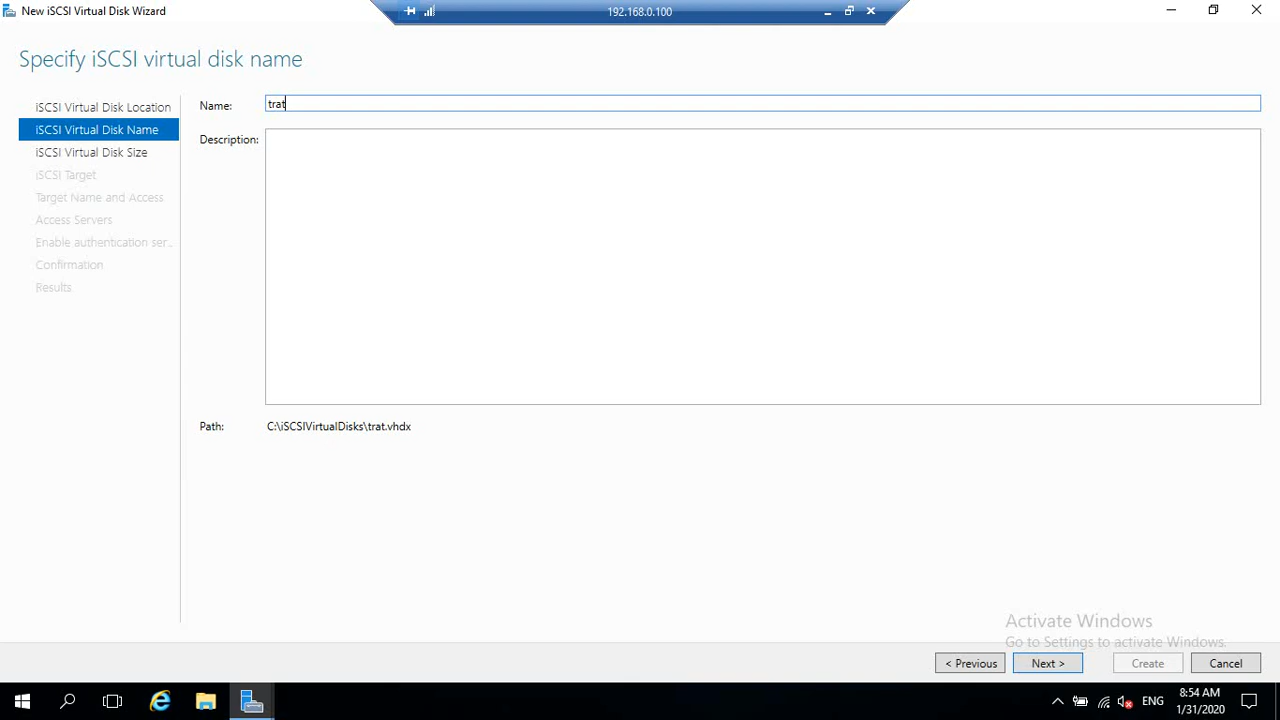 New iSCSI Virtual Disk Wizard
192.168.0.100
Specify iSCSI virtual disk name
iSCSI Virtual Disk Location
iSCSI Virtual Disk Name
iSCSI Virtual Disk Size
iSCSI Target
Target Name and Access
Access Servers
Enable authentication ser...
Confirmation
Results
Name: trat
Description:
Path: C:\iSCSIVirtualDisks\trat.vhdx
Activate Windows
Go to Settings to activate Windows.
< Previous Next > Create Cancel
ENG
8:54 AM
1/31/2020